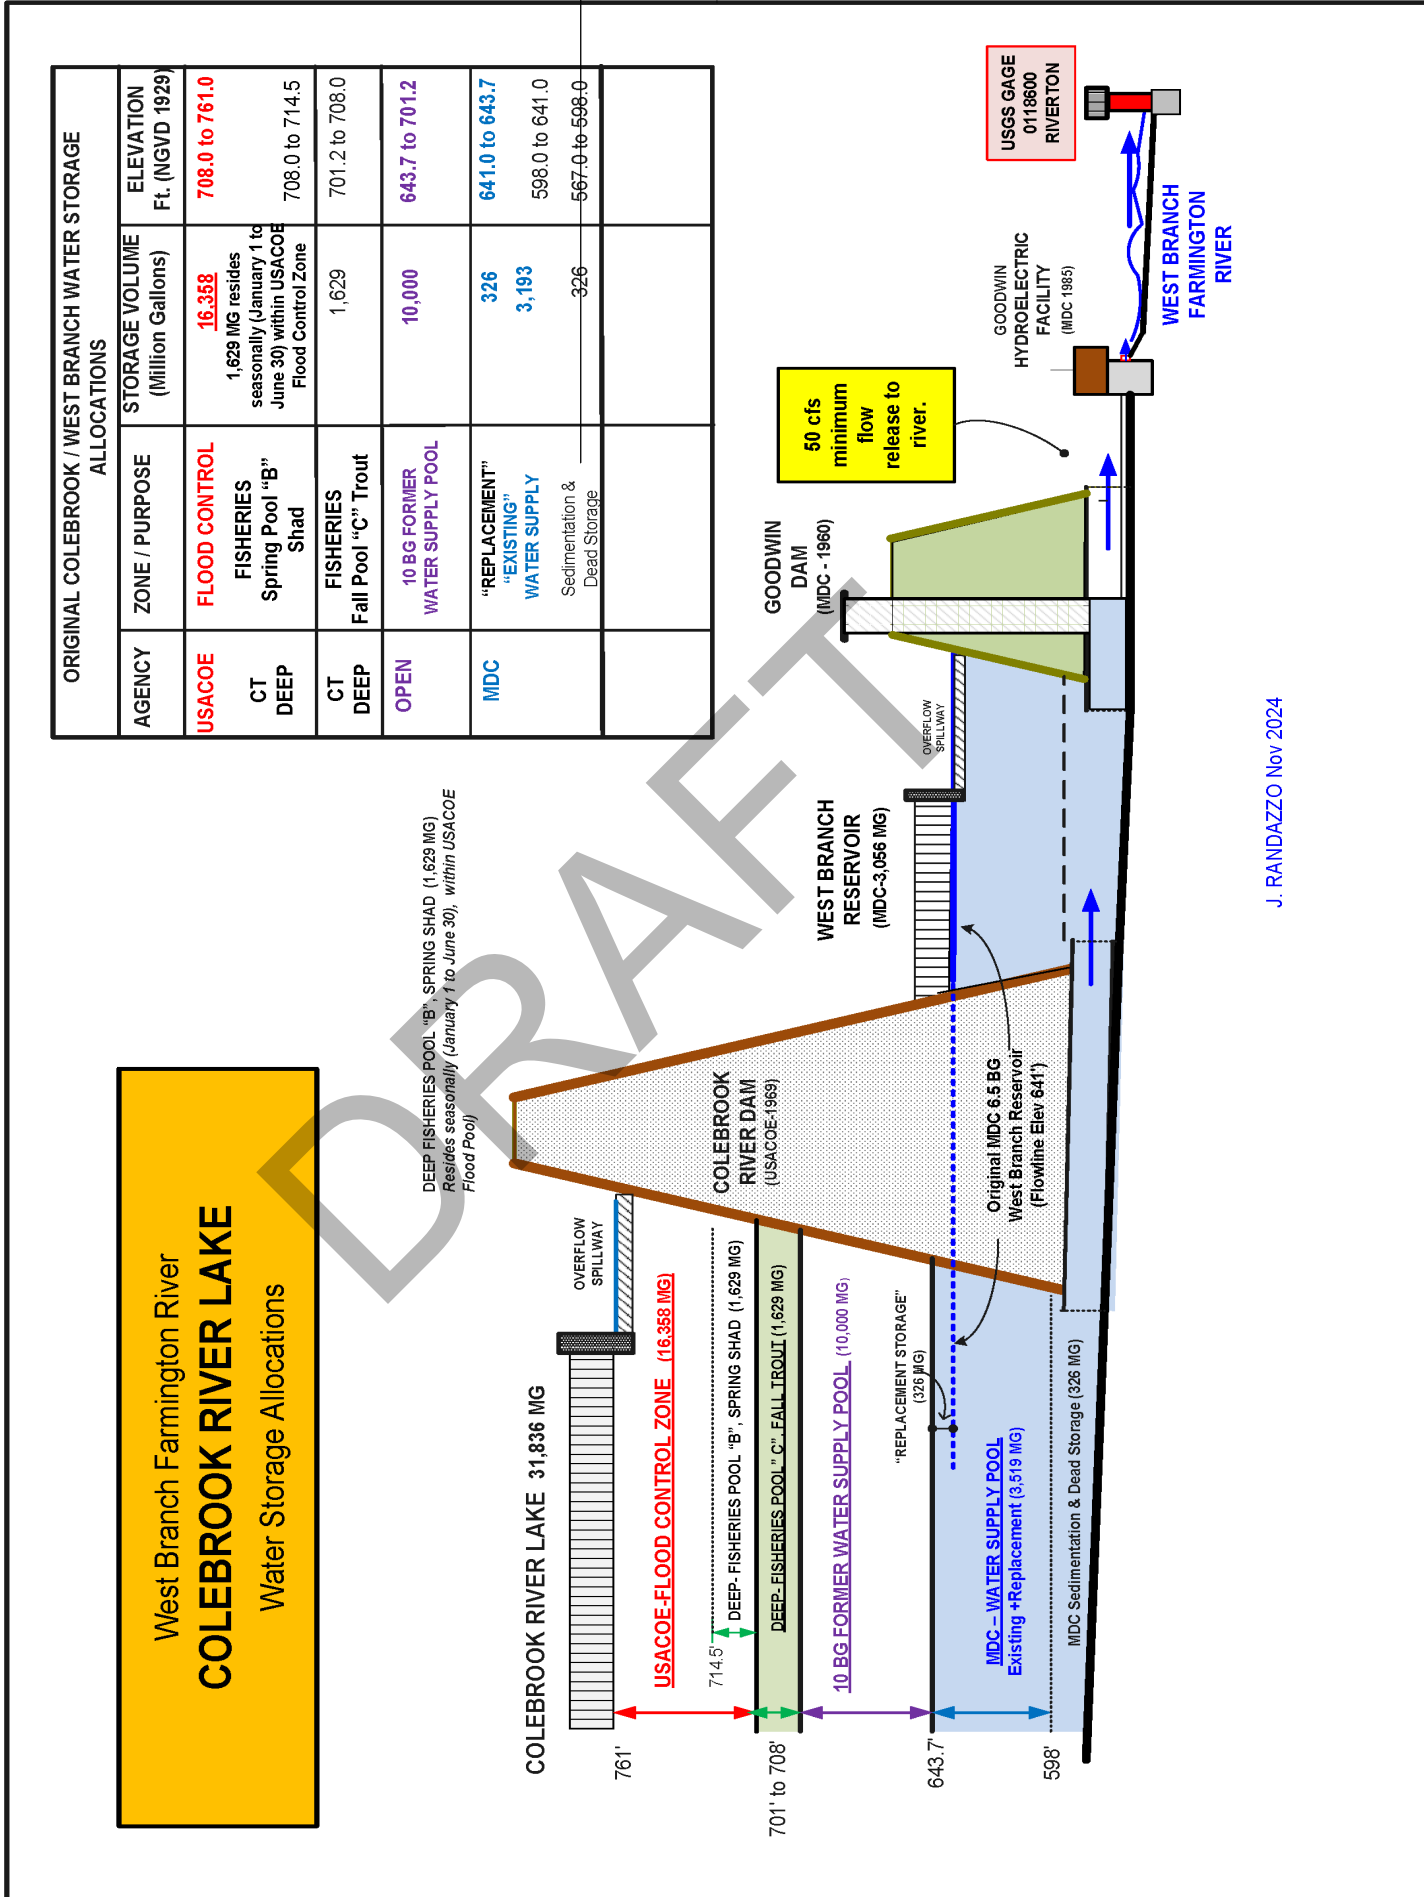 West Branch Farmington River
COLEBROOK RIVER LAKE
Water Storage Allocations
ORIGINAL COLEBROOK / WEST BRANCH WATER STORAGE
ALLOCATIONS
AGENCY ZONE / PURPOSE STORAGE VOLUME (Million Gallons) ELEVATION Ft. (NGVD 1929)
USACOE FLOOD CONTROL 16,358 708.0 to 761.0
CT DEEP FISHERIES Spring Pool “B” Shad 1,629 MG resides seasonally (January 1 to June 30) within USACOE Flood Control Zone 708.0 to 714.5
CT DEEP FISHERIES Fall Pool “C” Trout 1,629 701.2 to 708.0
OPEN 10 BG FORMER WATER SUPPLY POOL 10,000 643.7 to 701.2
MDC “REPLACEMENT” 326 641.0 to 643.7
“EXISTING” WATER SUPPLY 3,193 598.0 to 641.0
Sedimentation & Dead Storage 326 567.0 to 598.0
DEEP FISHERIES POOL “B”, SPRING SHAD (1,629 MG)
Resides seasonally (January 1 to June 30), within USACOE
Flood Pool)
COLEBROOK RIVER LAKE 31,836 MG
OVERFLOW
SPILLWAY
761'
USACOE-FLOOD CONTROL ZONE (16,358 MG)
714.5'
DEEP- FISHERIES POOL “B”, SPRING SHAD (1,629 MG)
701' to 708'
DEEP- FISHERIES POOL” C”, FALL TROUT (1,629 MG)
10 BG FORMER WATER SUPPLY POOL (10,000 MG)
“REPLACEMENT STORAGE”
(326 MG)
643.7'
MDC – WATER SUPPLY POOL
Existing +Replacement (3,519 MG)
598'
MDC Sedimentation & Dead Storage (326 MG)
COLEBROOK
RIVER DAM
(USACOE-1969)
Original MDC 6.5 BG
West Branch Reservoir
(Flowline Elev 641')
WEST BRANCH
RESERVOIR
(MDC-3,056 MG)
OVERFLOW
SPILLWAY
GOODWIN
DAM
(MDC - 1960)
50 cfs
minimum
flow
release to
river.
GOODWIN
HYDROELECTRIC
FACILITY
(MDC 1985)
USGS GAGE
0118600
RIVERTON
WEST BRANCH
FARMINGTON
RIVER
J. RANDAZZO Nov 2024
DRAFT